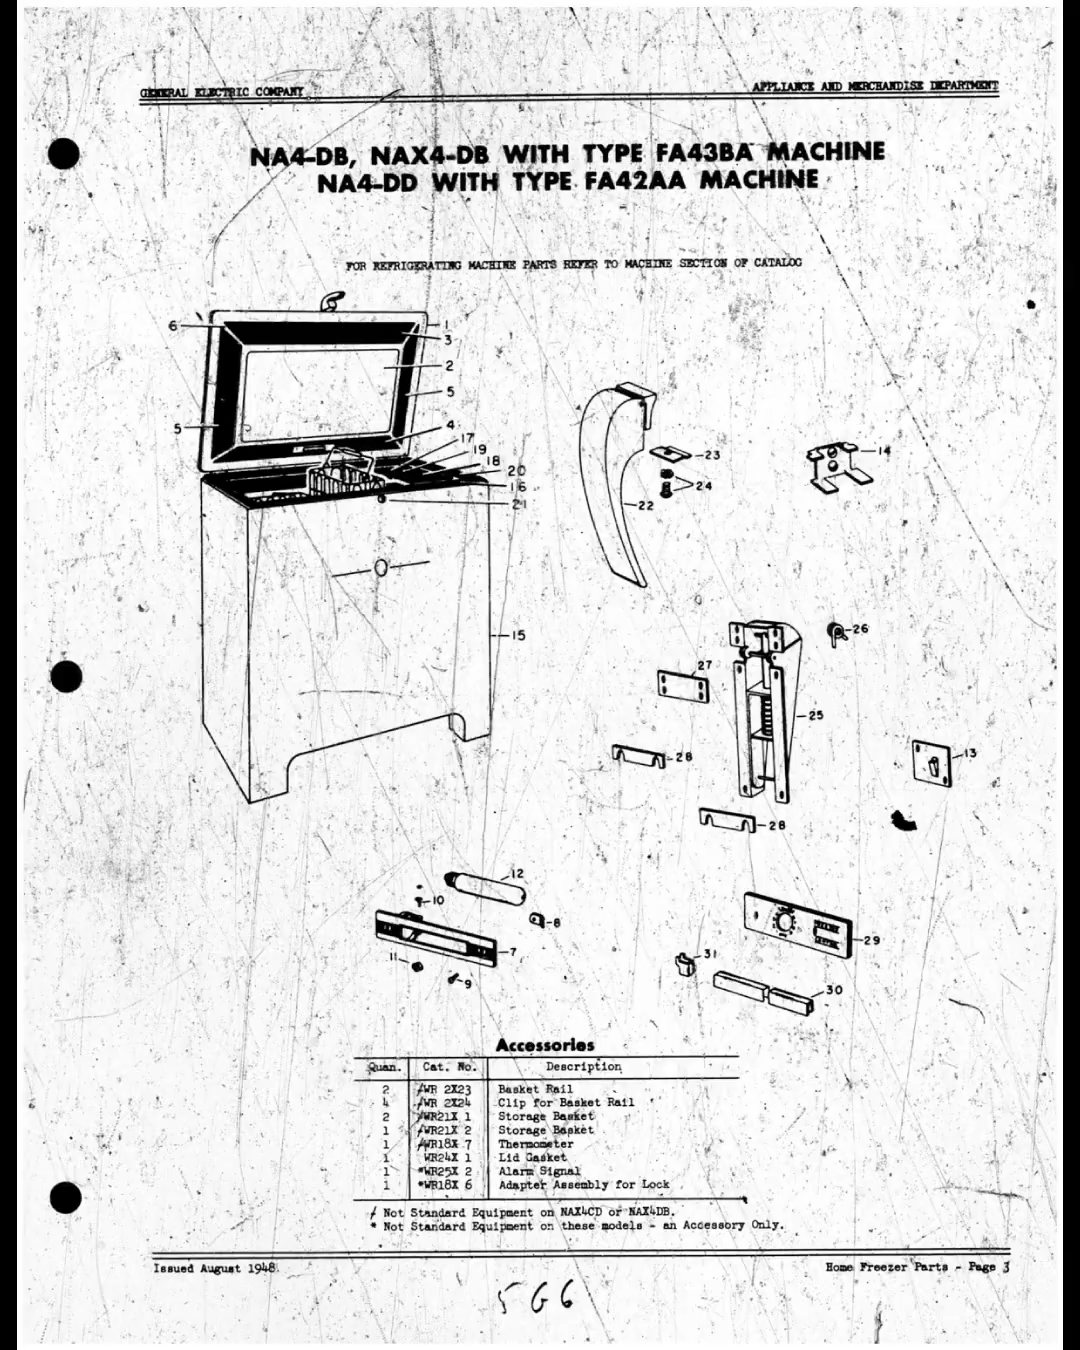 GENERAL ELECTRIC COMPANY
APPLIANCE AND MERCHANDISE DEPARTMENT
NA4-DB, NAX4-DB WITH TYPE FA43BA MACHINE
NA4-DD WITH TYPE FA42AA MACHINE
FOR REFRIGERATING MACHINE PARTS REFER TO MACHINE SECTION OF CATALOG
6
1
3
2
5
5
4
17
19
18
20
16
21
15
23
24
22
14
26
27
25
28
13
28
12
10
8
7
11
9
29
31
30
Accessories
Quan. Cat. No. Description
2 ⌿WR 2X23 Basket Rail
4 ⌿WR 2X24 Clip for Basket Rail
2 ⌿WR21X 1 Storage Basket
1 ⌿WR21X 2 Storage Basket
1 ⌿WR18X 7 Thermometer
1 WR24X 1 Lid Gasket
1 *WR25X 2 Alarm Signal
1 *WR18X 6 Adapter Assembly for Lock
⌿ Not Standard Equipment on NAX4CD or NAX4DB.
* Not Standard Equipment on these models - an Accessory Only.
Issued August 1948
Home Freezer Parts - Page 3
5G6